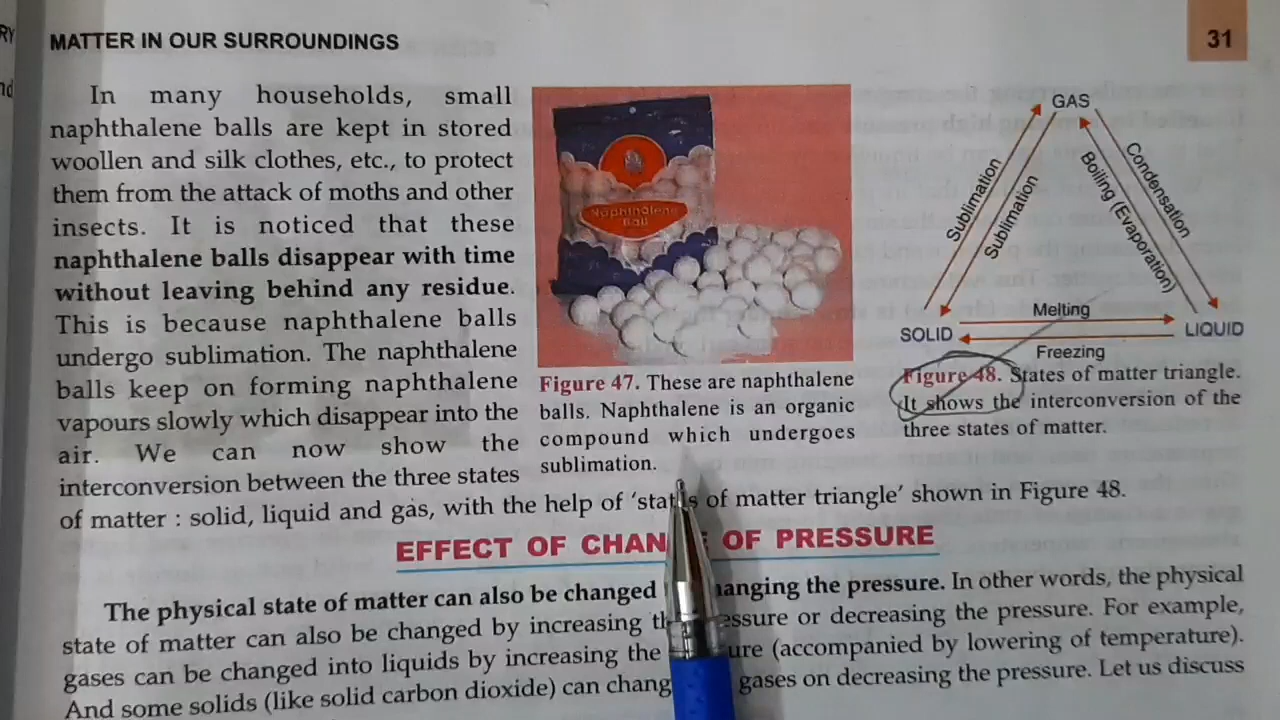 RY
nd
MATTER IN OUR SURROUNDINGS
31
In many households, small
naphthalene balls are kept in stored
woollen and silk clothes, etc., to protect
them from the attack of moths and other
insects. It is noticed that these
naphthalene balls disappear with time
without leaving behind any residue.
This is because naphthalene balls
undergo sublimation. The naphthalene
balls keep on forming naphthalene
vapours slowly which disappear into the
air. We can now show the
interconversion between the three states
of matter : solid, liquid and gas, with the help of ‘states of matter triangle’ shown in Figure 48.
Naphthalene
Ball
Figure 47. These are naphthalene
balls. Naphthalene is an organic
compound which undergoes
sublimation.
GAS
Sublimation
Sublimation
Boiling (Evaporation)
Condensation
SOLID
Melting
LIQUID
Freezing
Figure 48. States of matter triangle.
It shows the interconversion of the
three states of matter.
EFFECT OF CHANGE OF PRESSURE
The physical state of matter can also be changed changing the pressure. In other words, the physical
state of matter can also be changed by increasing the pressure or decreasing the pressure. For example,
gases can be changed into liquids by increasing the pressure (accompanied by lowering of temperature).
And some solids (like solid carbon dioxide) can change gases on decreasing the pressure. Let us discuss